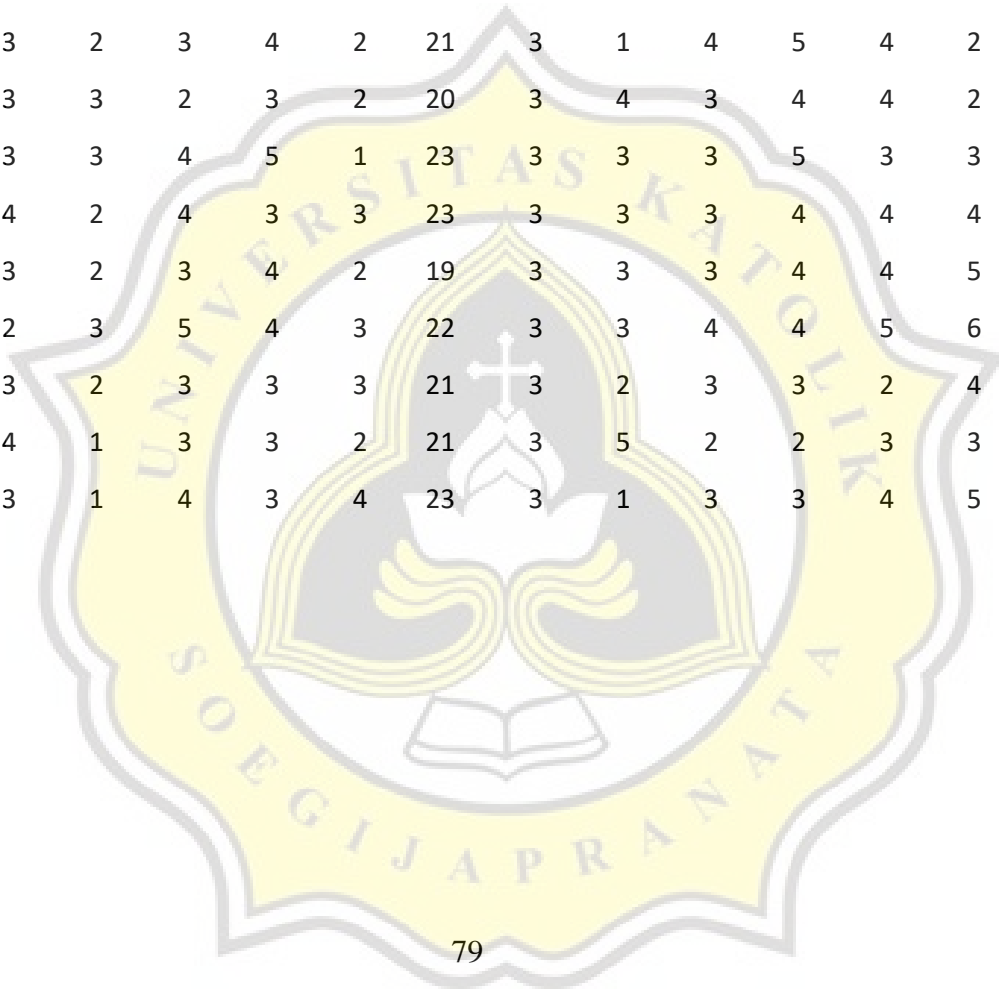 3 2 3 4 2 21 3 1 4 5 4 2
3 3 2 3 2 20 3 4 3 4 4 2
3 3 4 5 1 23 3 3 3 5 3 3
4 2 4 3 3 23 3 3 3 4 4 4
3 2 3 4 2 19 3 3 3 4 4 5
2 3 5 4 3 22 3 3 4 4 5 6
3 2 3 3 3 21 3 2 3 3 2 4
4 1 3 3 2 21 3 5 2 2 3 3
3 1 4 3 4 23 3 1 3 3 4 5
UNIVERSITAS KATOLIK
SOEGIJAPRANATA
79